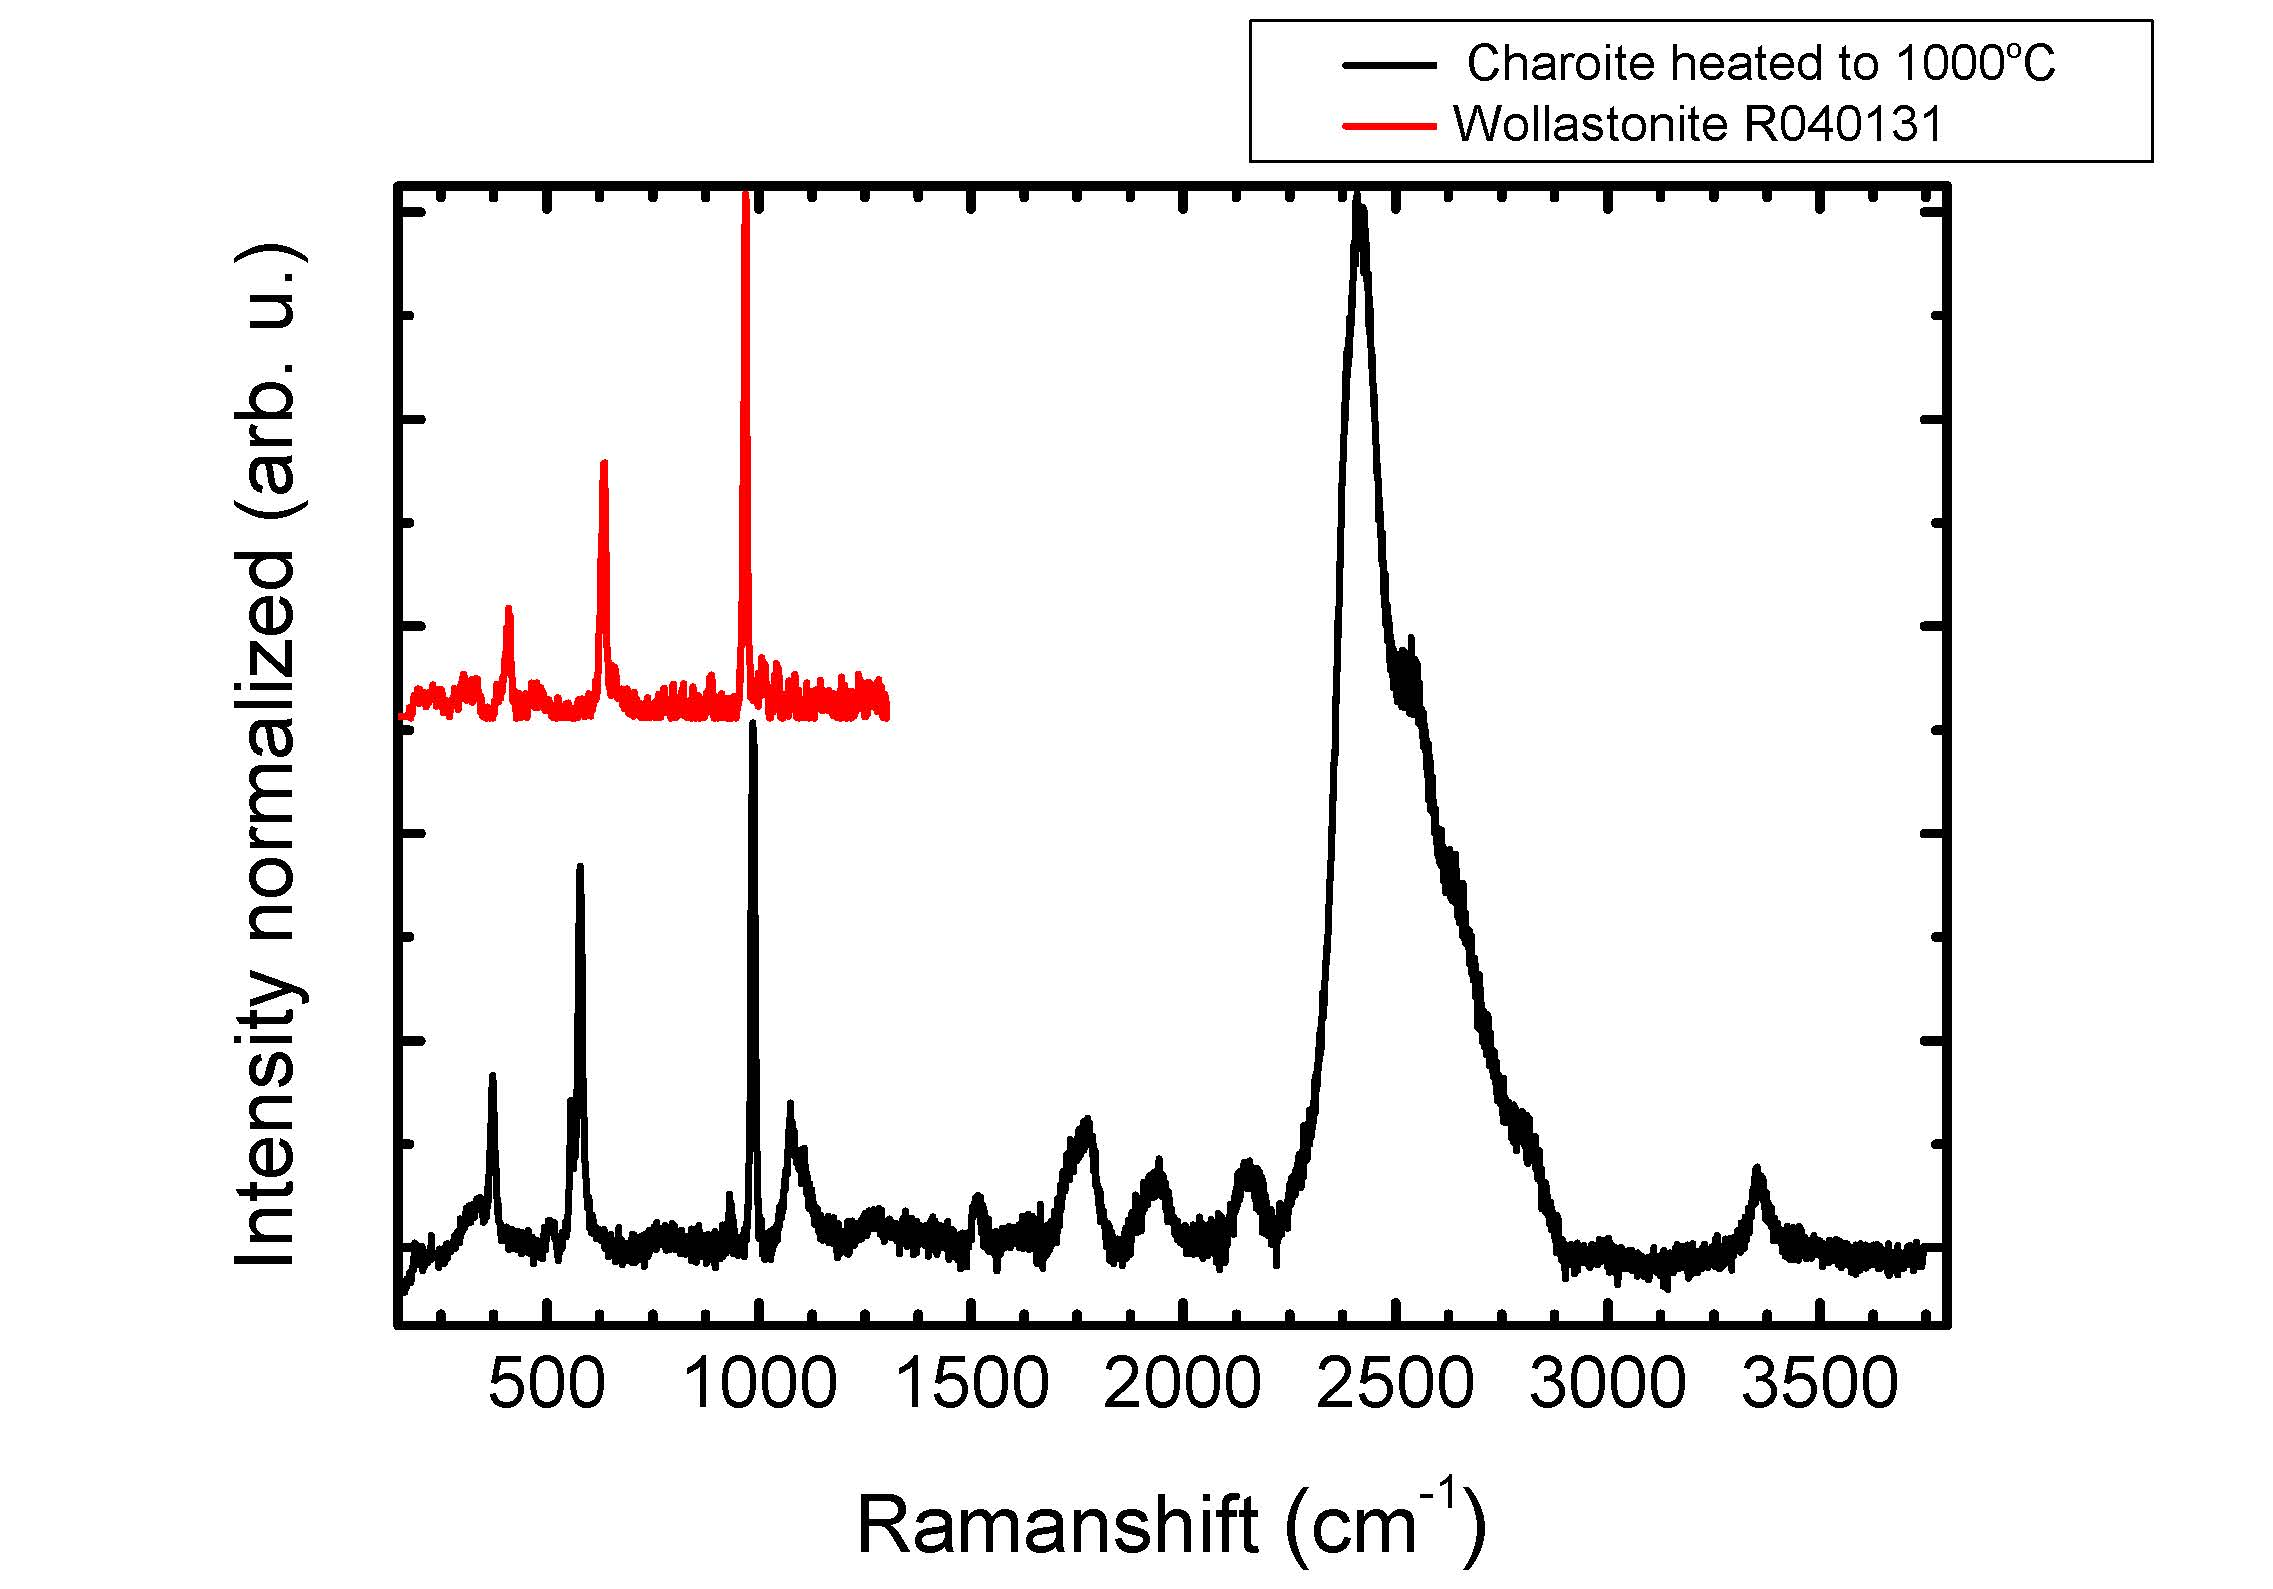 Charoite heated to 1000ºC
Wollastonite R040131
Intensity normalized (arb. u.)
500 1000 1500 2000 2500 3000 3500
Ramanshift (cm⁻¹)